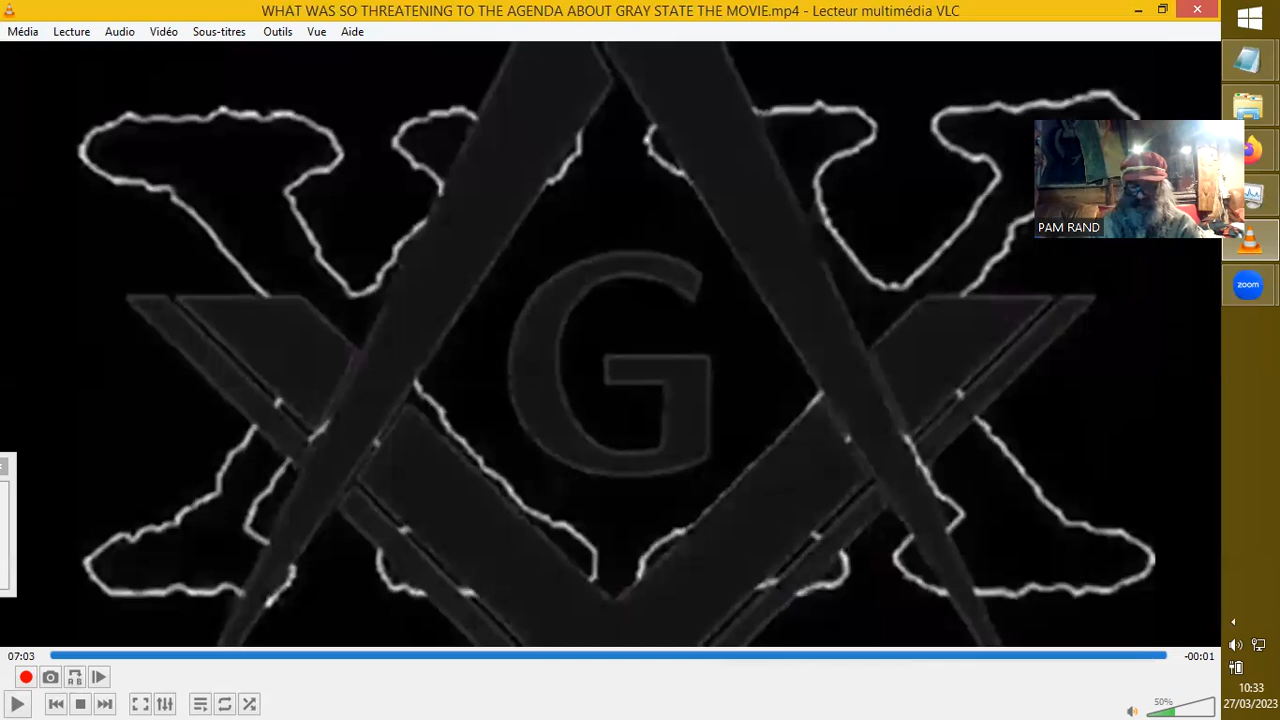 WHAT WAS SO THREATENING TO THE AGENDA ABOUT GRAY STATE THE MOVIE.mp4 - Lecteur multimédia VLC
Média Lecture Audio Vidéo Sous-titres Outils Vue Aide
XX
G
PAM RAND
zoom
07:03
-00:01
A B
50%
10:33
27/03/2023